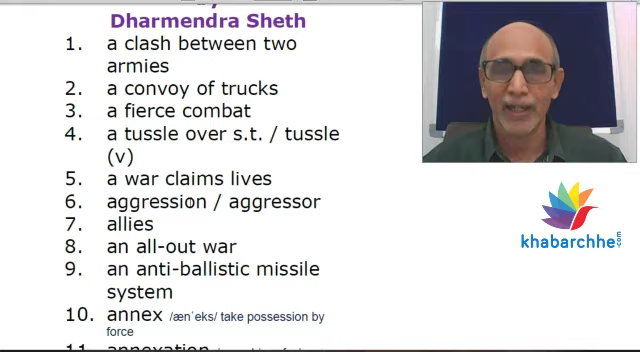 Dharmendra Sheth
1. a clash between two
armies
2. a convoy of trucks
3. a fierce combat
4. a tussle over s.t. / tussle
(v)
5. a war claims lives
6. aggression / aggressor
7. allies
8. an all-out war
9. an anti-ballistic missile
system
10. annex /ænˈeks/ take possession by
force
11. annexation
khabarchhe.com